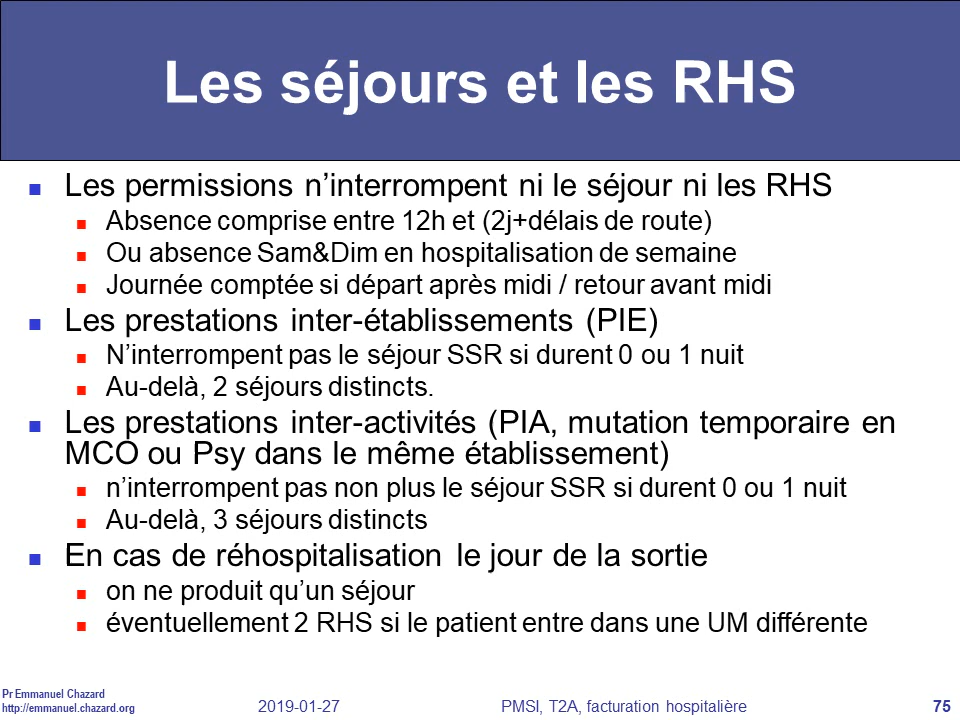 Les séjours et les RHS
Les permissions n’interrompent ni le séjour ni les RHS
Absence comprise entre 12h et (2j+délais de route)
Ou absence Sam&Dim en hospitalisation de semaine
Journée comptée si départ après midi / retour avant midi
Les prestations inter-établissements (PIE)
N’interrompent pas le séjour SSR si durent 0 ou 1 nuit
Au-delà, 2 séjours distincts.
Les prestations inter-activités (PIA, mutation temporaire en
MCO ou Psy dans le même établissement)
n’interrompent pas non plus le séjour SSR si durent 0 ou 1 nuit
Au-delà, 3 séjours distincts
En cas de réhospitalisation le jour de la sortie
on ne produit qu’un séjour
éventuellement 2 RHS si le patient entre dans une UM différente
Pr Emmanuel Chazard
http://emmanuel.chazard.org
2019-01-27
PMSI, T2A, facturation hospitalière
75